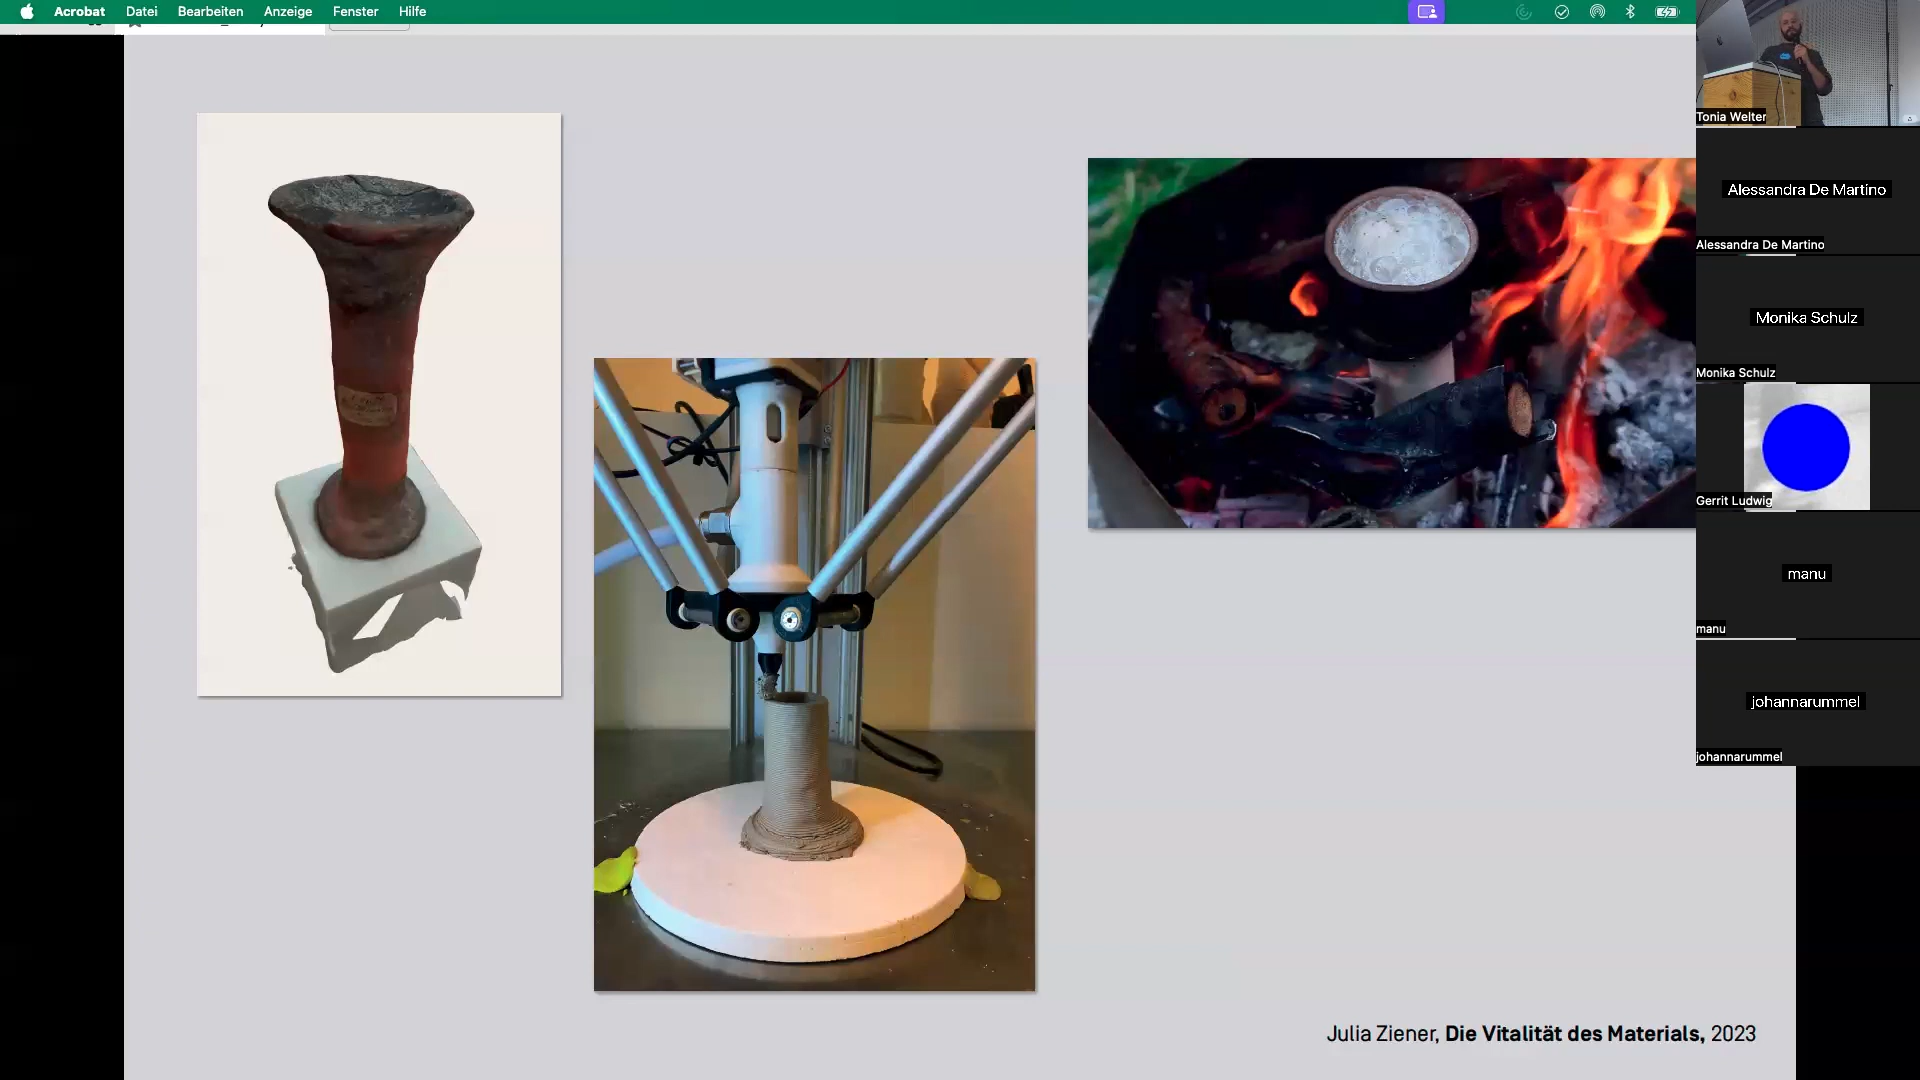 Acrobat Datei Bearbeiten Anzeige Fenster Hilfe
Tonia Welter
Alessandra De Martino
Alessandra De Martino
Monika Schulz
Monika Schulz
Gerrit Ludwig
manu
manu
johannarummel
johannarummel
Julia Ziener, Die Vitalität des Materials, 2023